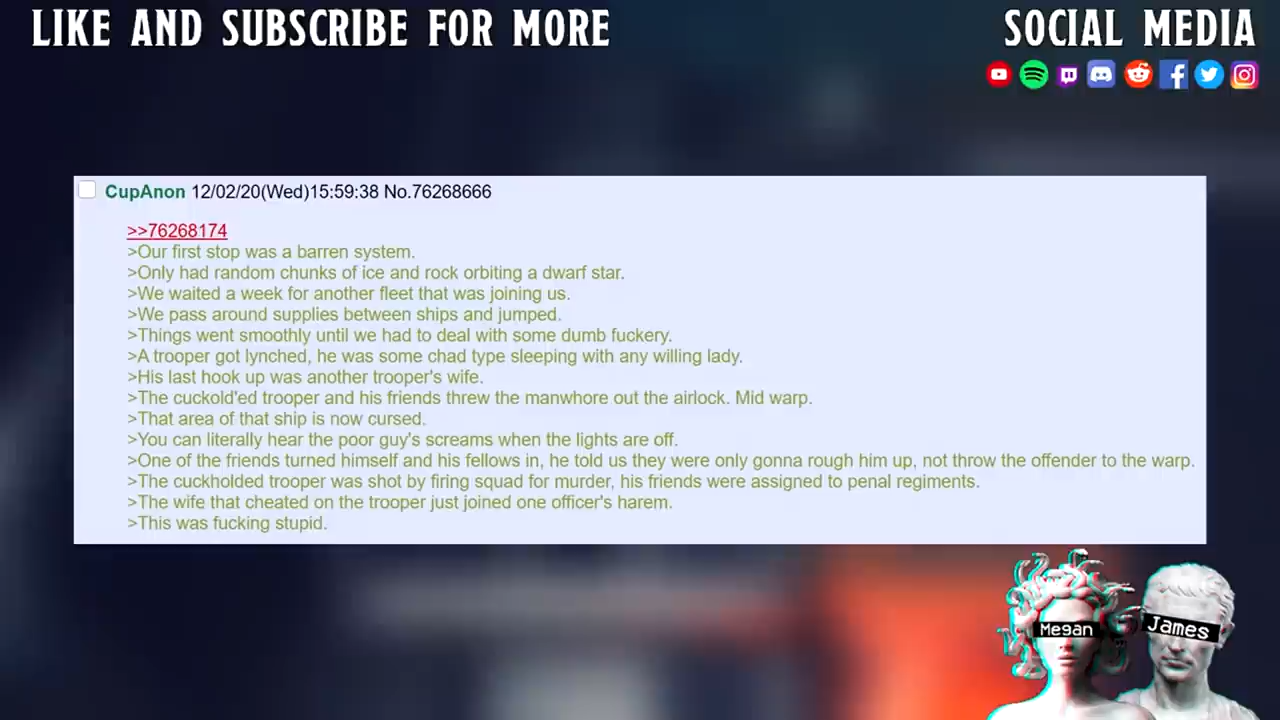 LIKE AND SUBSCRIBE FOR MORE
SOCIAL MEDIA
CupAnon 12/02/20(Wed)15:59:38 No.76268666
>>76268174
>Our first stop was a barren system.
>Only had random chunks of ice and rock orbiting a dwarf star.
>We waited a week for another fleet that was joining us.
>We pass around supplies between ships and jumped.
>Things went smoothly until we had to deal with some dumb fuckery.
>A trooper got lynched, he was some chad type sleeping with any willing lady.
>His last hook up was another trooper's wife.
>The cuckold'ed trooper and his friends threw the manwhore out the airlock. Mid warp.
>That area of that ship is now cursed.
>You can literally hear the poor guy's screams when the lights are off.
>One of the friends turned himself and his fellows in, he told us they were only gonna rough him up, not throw the offender to the warp.
>The cuckholded trooper was shot by firing squad for murder, his friends were assigned to penal regiments.
>The wife that cheated on the trooper just joined one officer's harem.
>This was fucking stupid.
Megan
James